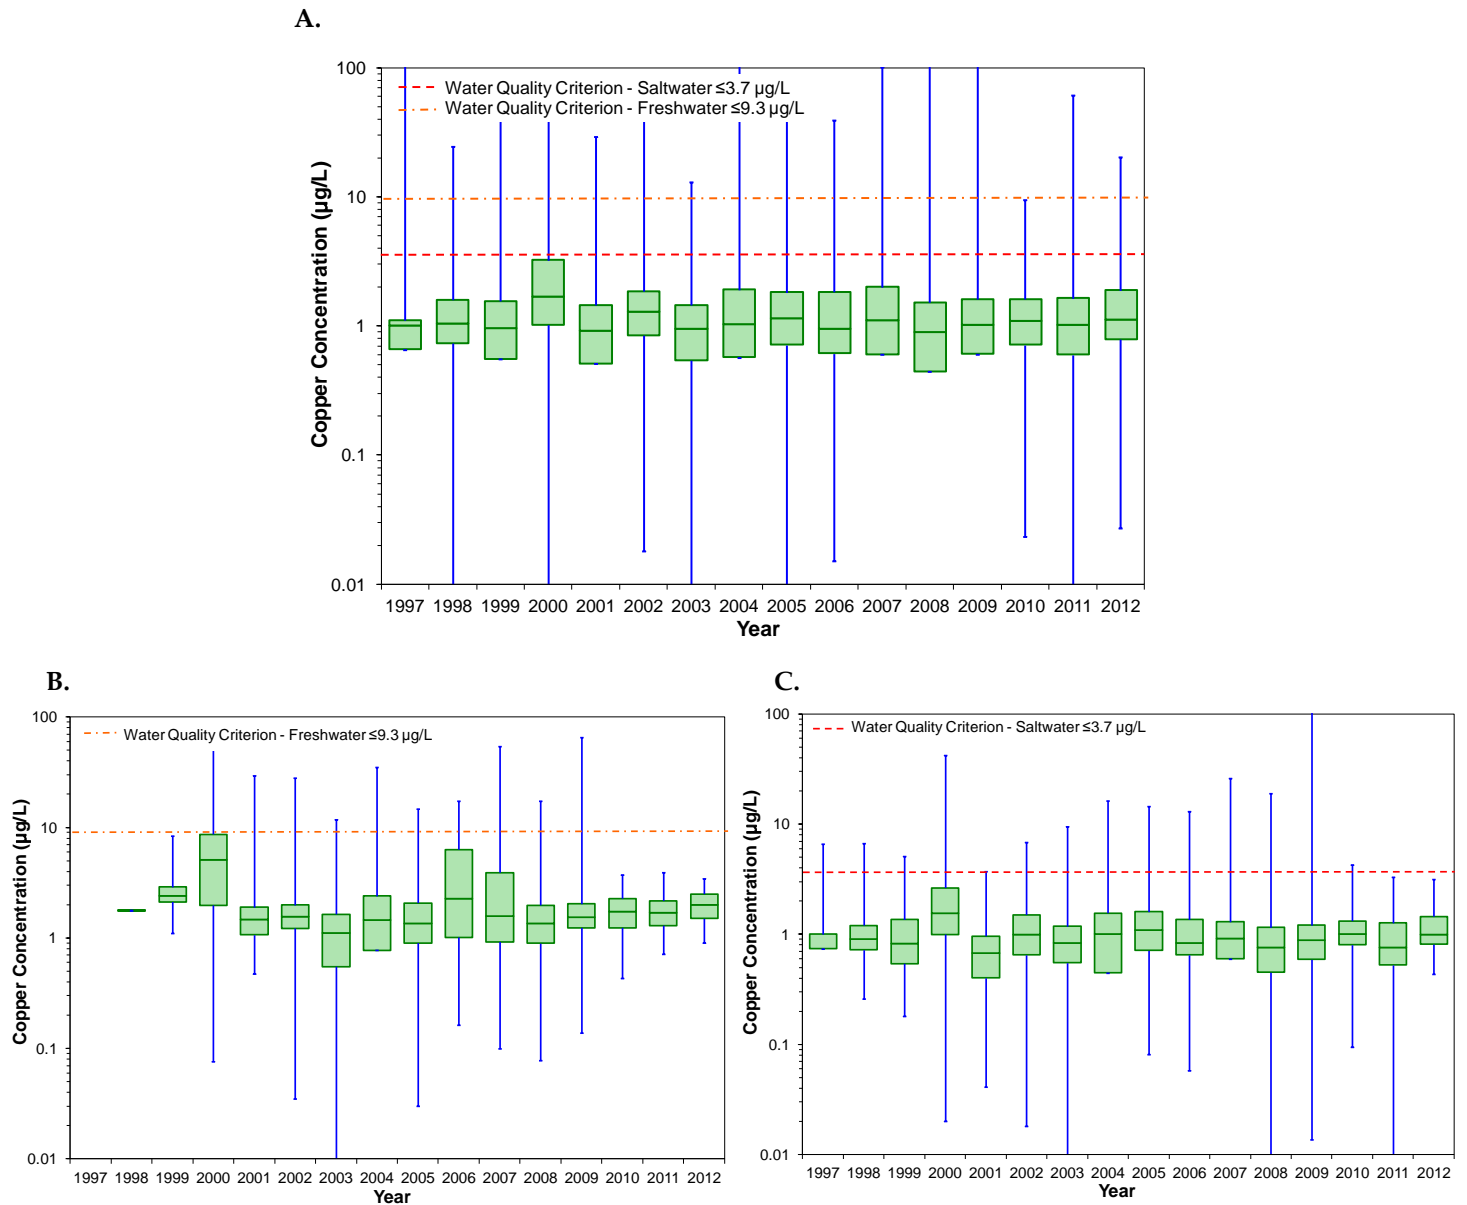 A.
Copper Concentration (µg/L)
100
10
1
0.1
0.01
Water Quality Criterion - Saltwater ≤3.7 µg/L
Water Quality Criterion - Freshwater ≤9.3 µg/L
1997 1998 1999 2000 2001 2002 2003 2004 2005 2006 2007 2008 2009 2010 2011 2012
Year
B.
Copper Concentration (µg/L)
100
10
1
0.1
0.01
Water Quality Criterion - Freshwater ≤9.3 µg/L
1997 1998 1999 2000 2001 2002 2003 2004 2005 2006 2007 2008 2009 2010 2011 2012
Year
C.
Copper Concentration (µg/L)
100
10
1
0.1
0.01
Water Quality Criterion - Saltwater ≤3.7 µg/L
1997 1998 1999 2000 2001 2002 2003 2004 2005 2006 2007 2008 2009 2010 2011 2012
Year